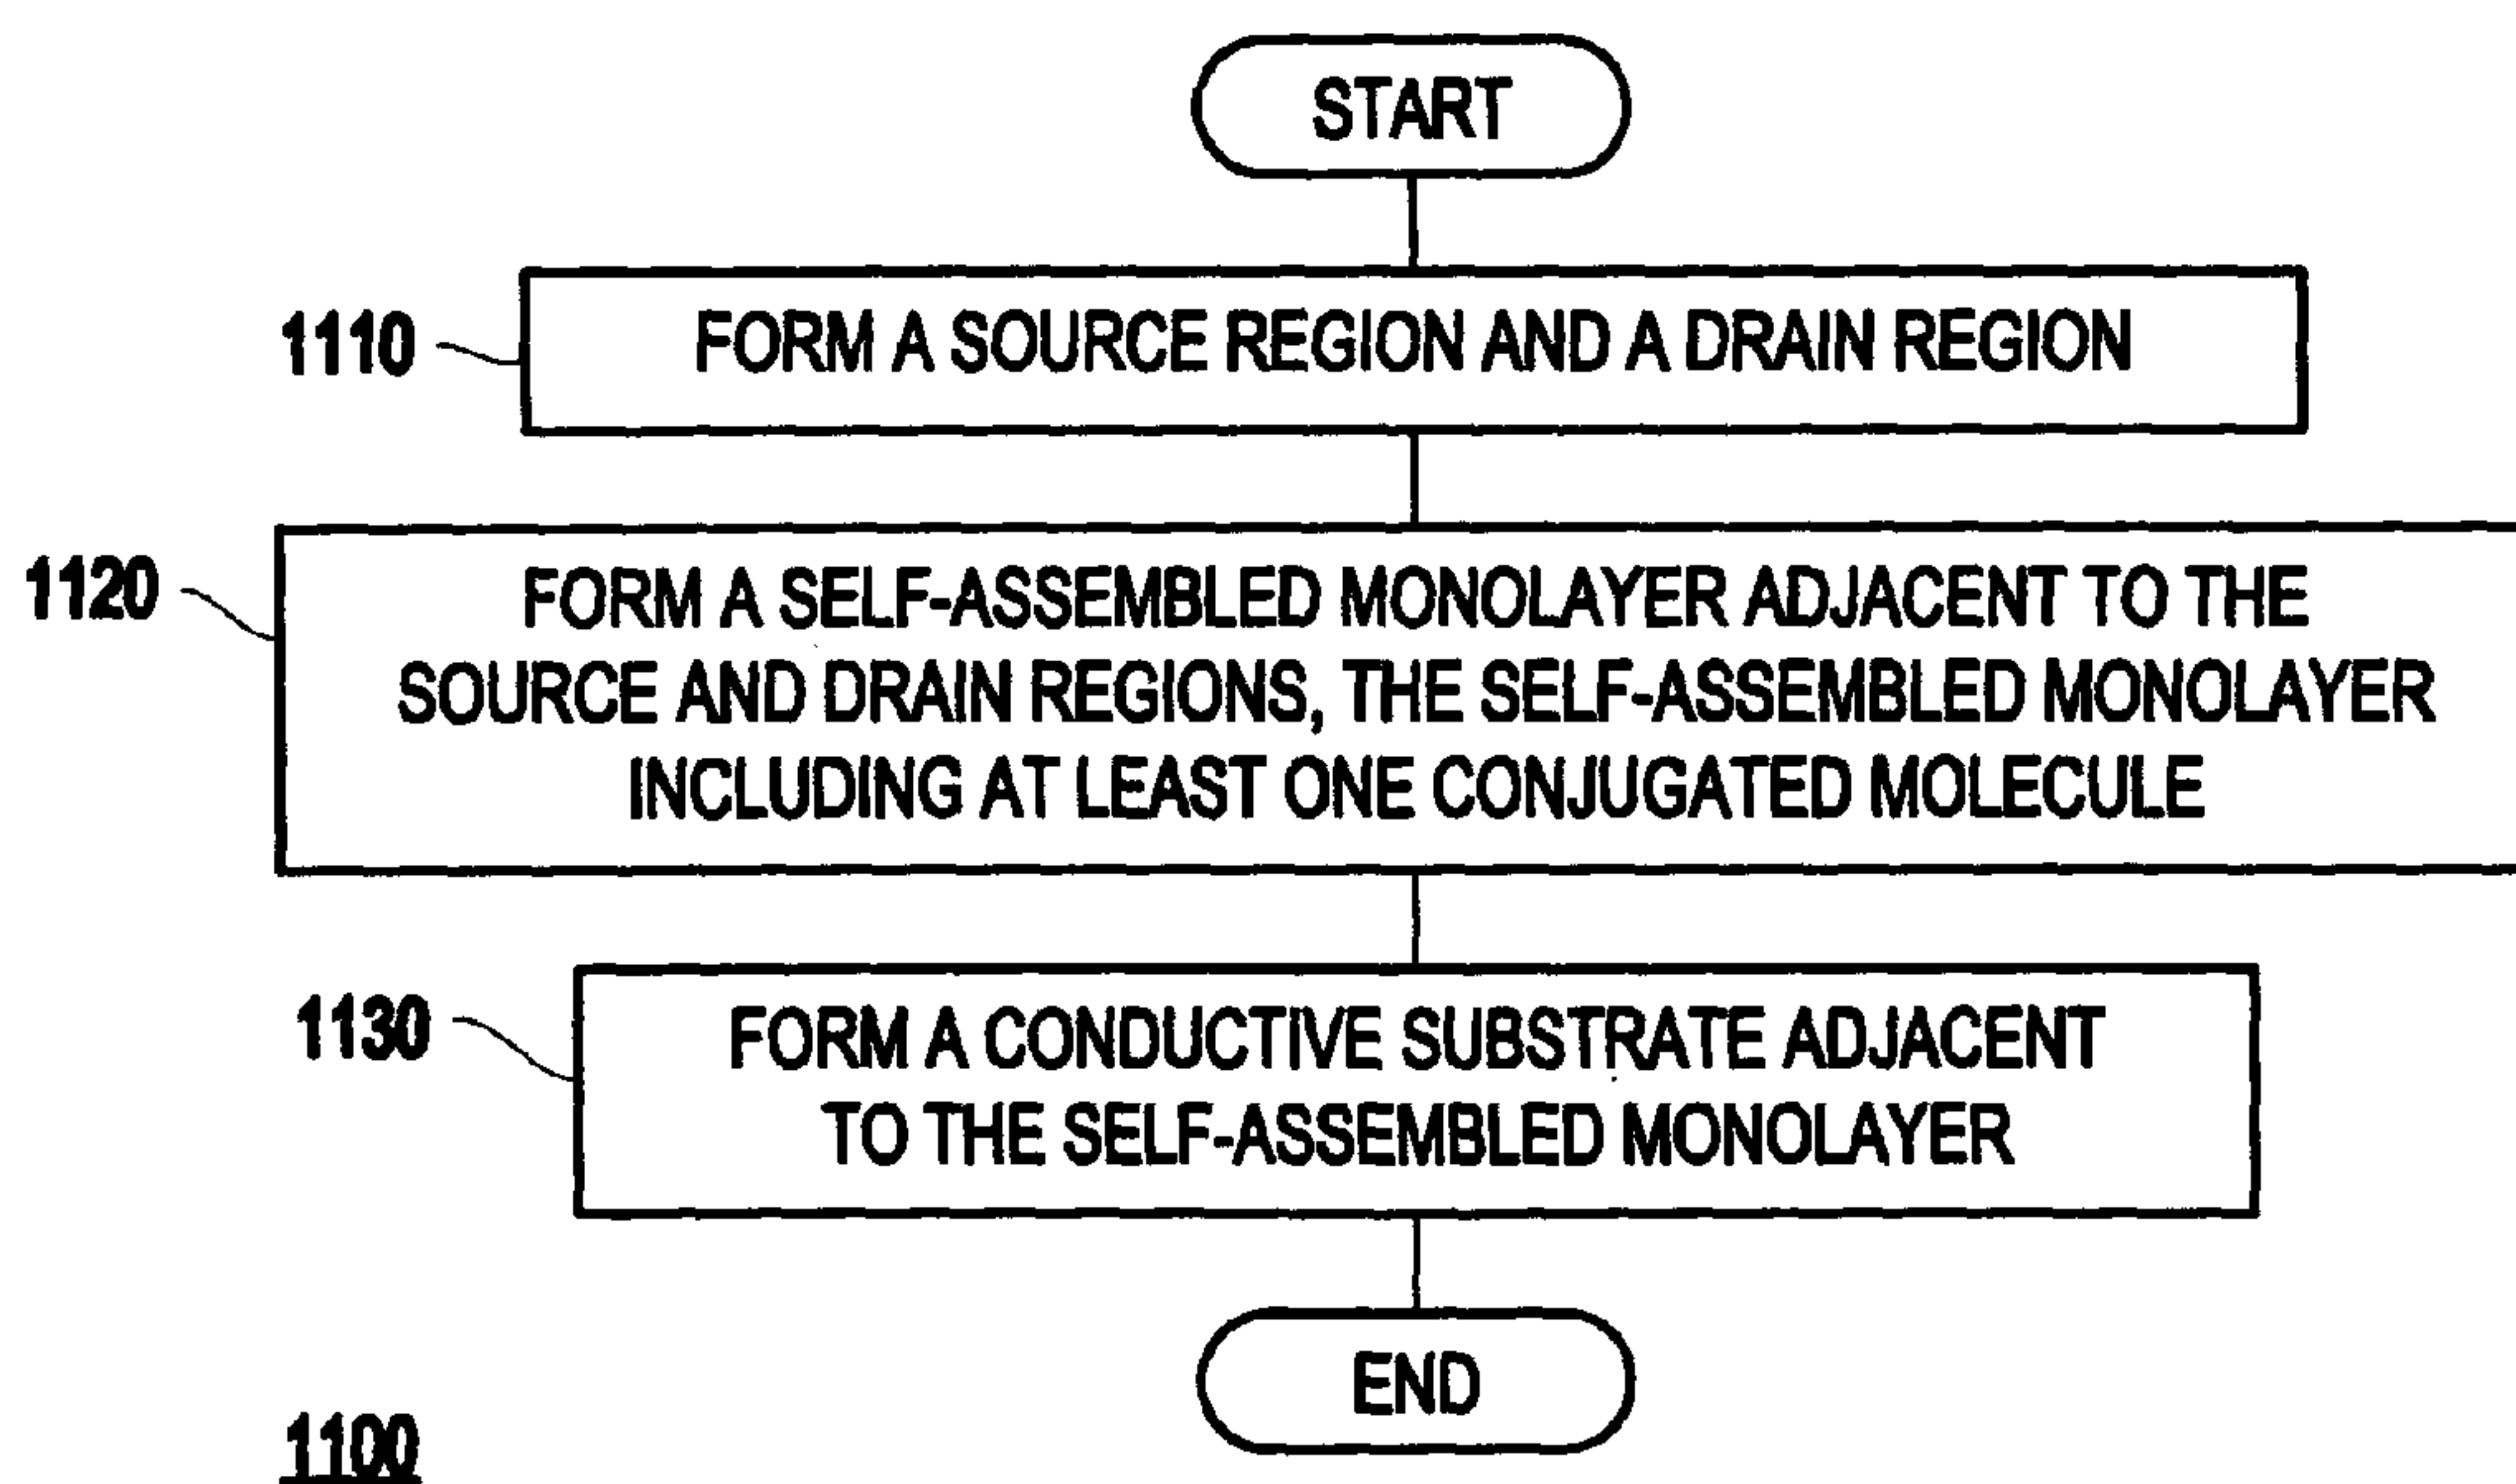 START
1110
FORM A SOURCE REGION AND A DRAIN REGION
1120
FORM A SELF-ASSEMBLED MONOLAYER ADJACENT TO THE
SOURCE AND DRAIN REGIONS, THE SELF-ASSEMBLED MONOLAYER
INCLUDING AT LEAST ONE CONJUGATED MOLECULE
1130
FORM A CONDUCTIVE SUBSTRATE ADJACENT
TO THE SELF-ASSEMBLED MONOLAYER
END
1100